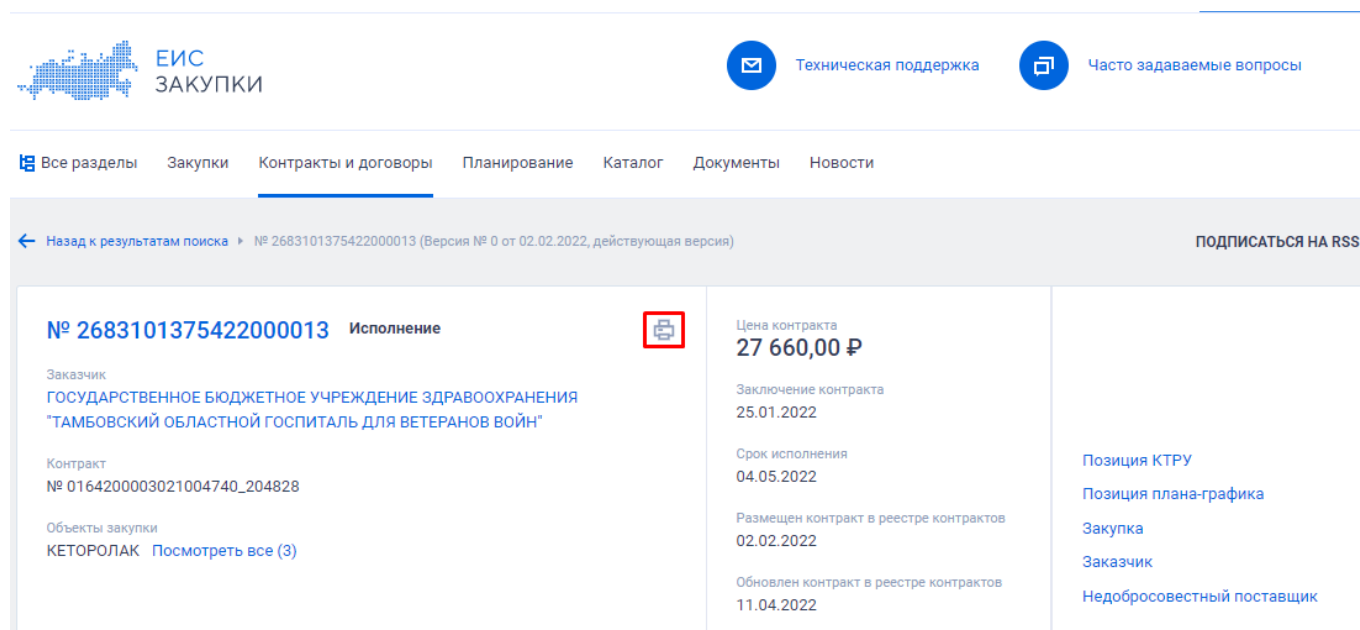 ЕИС
ЗАКУПКИ
Техническая поддержка
Часто задаваемые вопросы
Все разделы Закупки Контракты и договоры Планирование Каталог Документы Новости
Назад к результатам поиска № 2683101375422000013 (Версия № 0 от 02.02.2022, действующая версия)
ПОДПИСАТЬСЯ НА RSS
№ 2683101375422000013 Исполнение
Заказчик
ГОСУДАРСТВЕННОЕ БЮДЖЕТНОЕ УЧРЕЖДЕНИЕ ЗДРАВООХРАНЕНИЯ
"ТАМБОВСКИЙ ОБЛАСТНОЙ ГОСПИТАЛЬ ДЛЯ ВЕТЕРАНОВ ВОЙН"
Контракт
№ 0164200003021004740_204828
Объекты закупки
КЕТОРОЛАК Посмотреть все (3)
Цена контракта
27 660,00 ₽
Заключение контракта
25.01.2022
Срок исполнения
04.05.2022
Размещен контракт в реестре контрактов
02.02.2022
Обновлен контракт в реестре контрактов
11.04.2022
Позиция КТРУ
Позиция плана-графика
Закупка
Заказчик
Недобросовестный поставщик